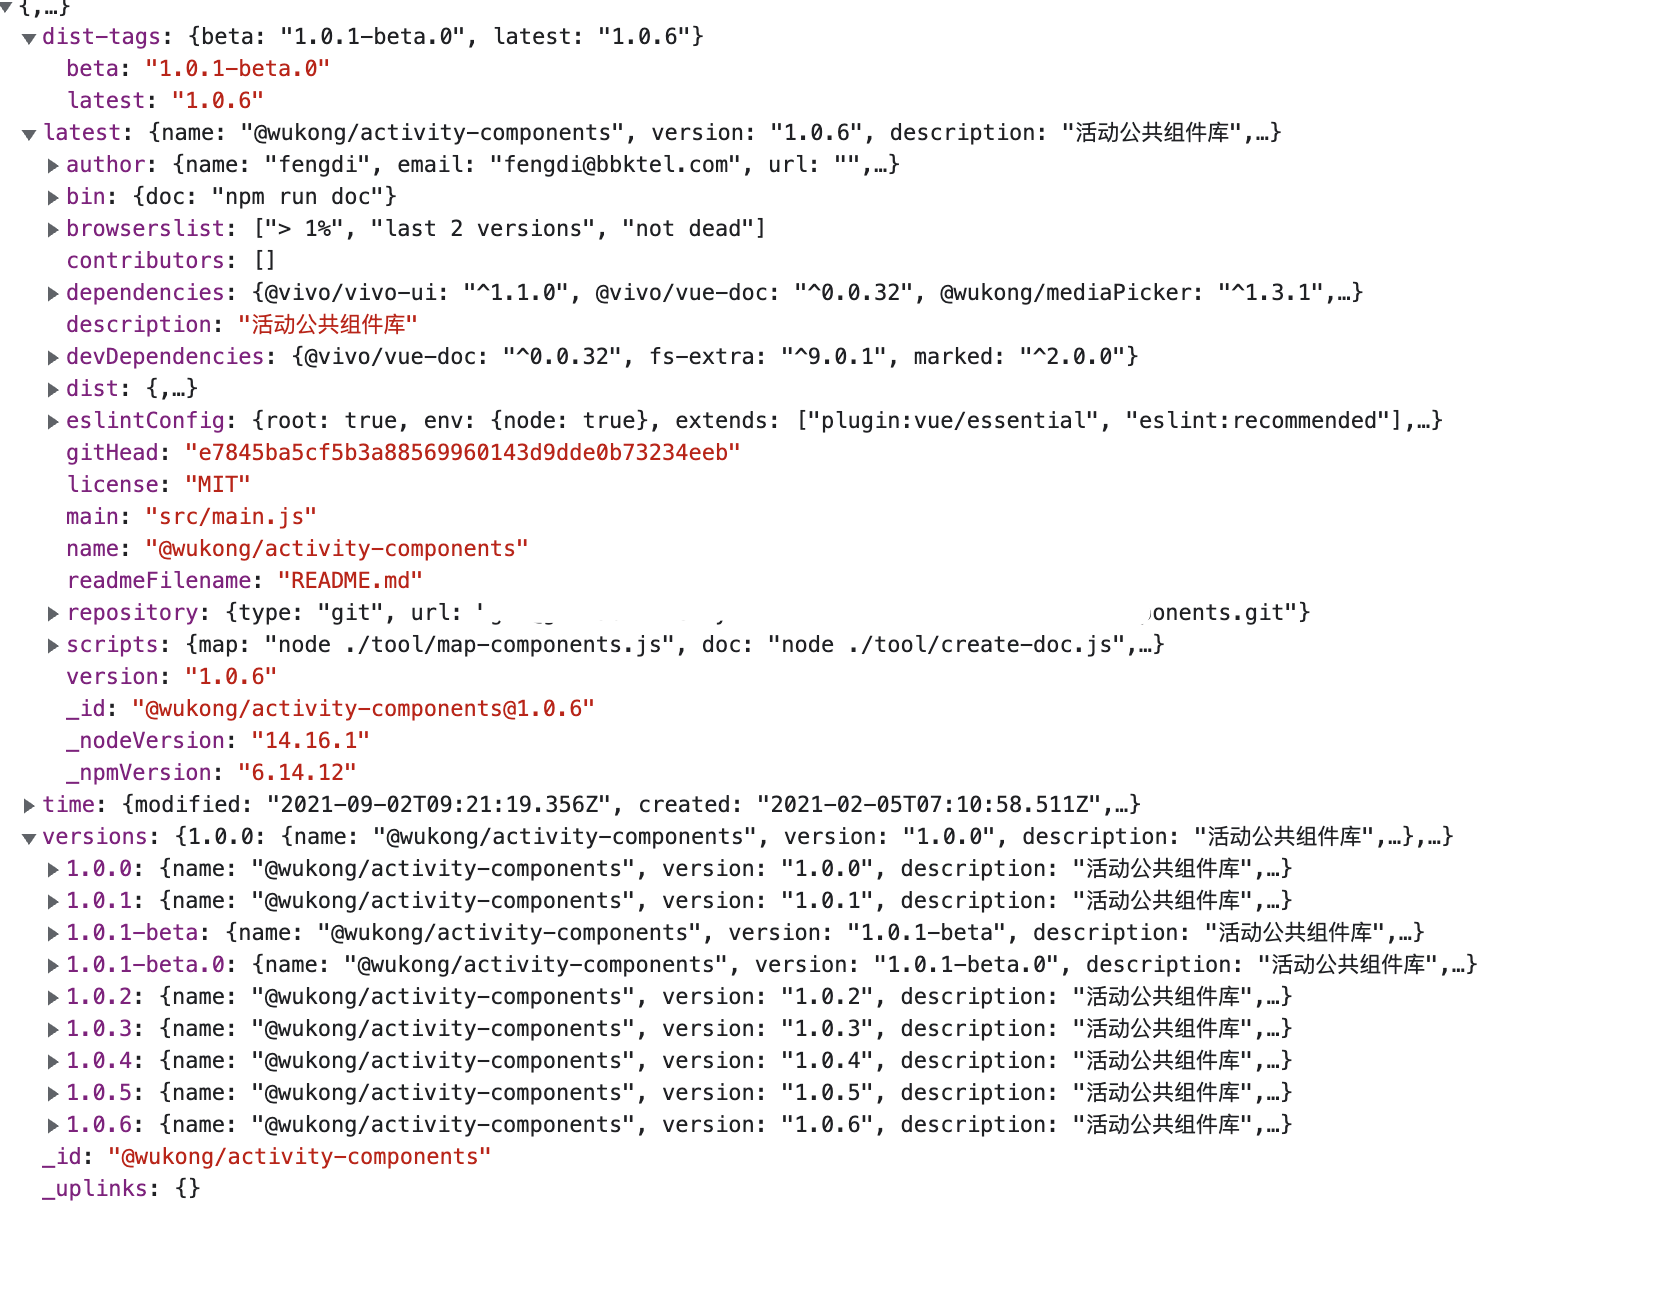 {,…}
dist-tags: {beta: "1.0.1-beta.0", latest: "1.0.6"}
beta: "1.0.1-beta.0"
latest: "1.0.6"
latest: {name: "@wukong/activity-components", version: "1.0.6", description: "活动公共组件库",…}
author: {name: "fengdi", email: "fengdi@bbktel.com", url: "",…}
bin: {doc: "npm run doc"}
browserslist: ["> 1%", "last 2 versions", "not dead"]
contributors: []
dependencies: {@vivo/vivo-ui: "^1.1.0", @vivo/vue-doc: "^0.0.32", @wukong/mediaPicker: "^1.3.1",…}
description: "活动公共组件库"
devDependencies: {@vivo/vue-doc: "^0.0.32", fs-extra: "^9.0.1", marked: "^2.0.0"}
dist: {,…}
eslintConfig: {root: true, env: {node: true}, extends: ["plugin:vue/essential", "eslint:recommended"],…}
gitHead: "e7845ba5cf5b3a88569960143d9dde0b73234eeb"
license: "MIT"
main: "src/main.js"
name: "@wukong/activity-components"
readmeFilename: "README.md"
repository: {type: "git", url: onents.git"}
scripts: {map: "node ./tool/map-components.js", doc: "node ./tool/create-doc.js",…}
version: "1.0.6"
_id: "@wukong/activity-components@1.0.6"
_nodeVersion: "14.16.1"
_npmVersion: "6.14.12"
time: {modified: "2021-09-02T09:21:19.356Z", created: "2021-02-05T07:10:58.511Z",…}
versions: {1.0.0: {name: "@wukong/activity-components", version: "1.0.0", description: "活动公共组件库",…},…}
1.0.0: {name: "@wukong/activity-components", version: "1.0.0", description: "活动公共组件库",…}
1.0.1: {name: "@wukong/activity-components", version: "1.0.1", description: "活动公共组件库",…}
1.0.1-beta: {name: "@wukong/activity-components", version: "1.0.1-beta", description: "活动公共组件库",…}
1.0.1-beta.0: {name: "@wukong/activity-components", version: "1.0.1-beta.0", description: "活动公共组件库",…}
1.0.2: {name: "@wukong/activity-components", version: "1.0.2", description: "活动公共组件库",…}
1.0.3: {name: "@wukong/activity-components", version: "1.0.3", description: "活动公共组件库",…}
1.0.4: {name: "@wukong/activity-components", version: "1.0.4", description: "活动公共组件库",…}
1.0.5: {name: "@wukong/activity-components", version: "1.0.5", description: "活动公共组件库",…}
1.0.6: {name: "@wukong/activity-components", version: "1.0.6", description: "活动公共组件库",…}
_id: "@wukong/activity-components"
_uplinks: {}